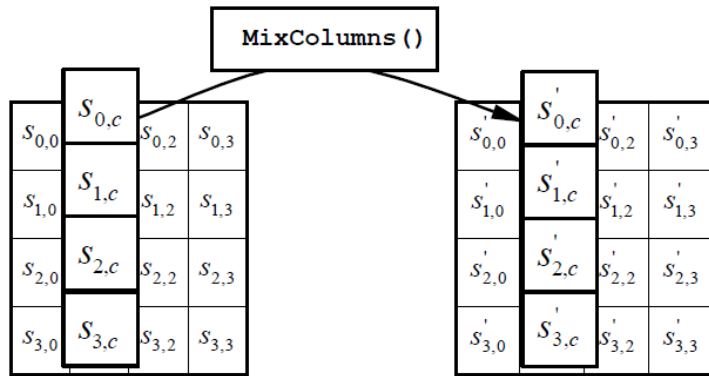 MixColumns()
s0,0 s0,c s0,2 s0,3
s1,0 s1,c s1,2 s1,3
s2,0 s2,c s2,2 s2,3
s3,0 s3,c s3,2 s3,3
s'0,0 s'0,c s'0,2 s'0,3
s'1,0 s'1,c s'1,2 s'1,3
s'2,0 s'2,c s'2,2 s'2,3
s'3,0 s'3,c s'3,2 s'3,3